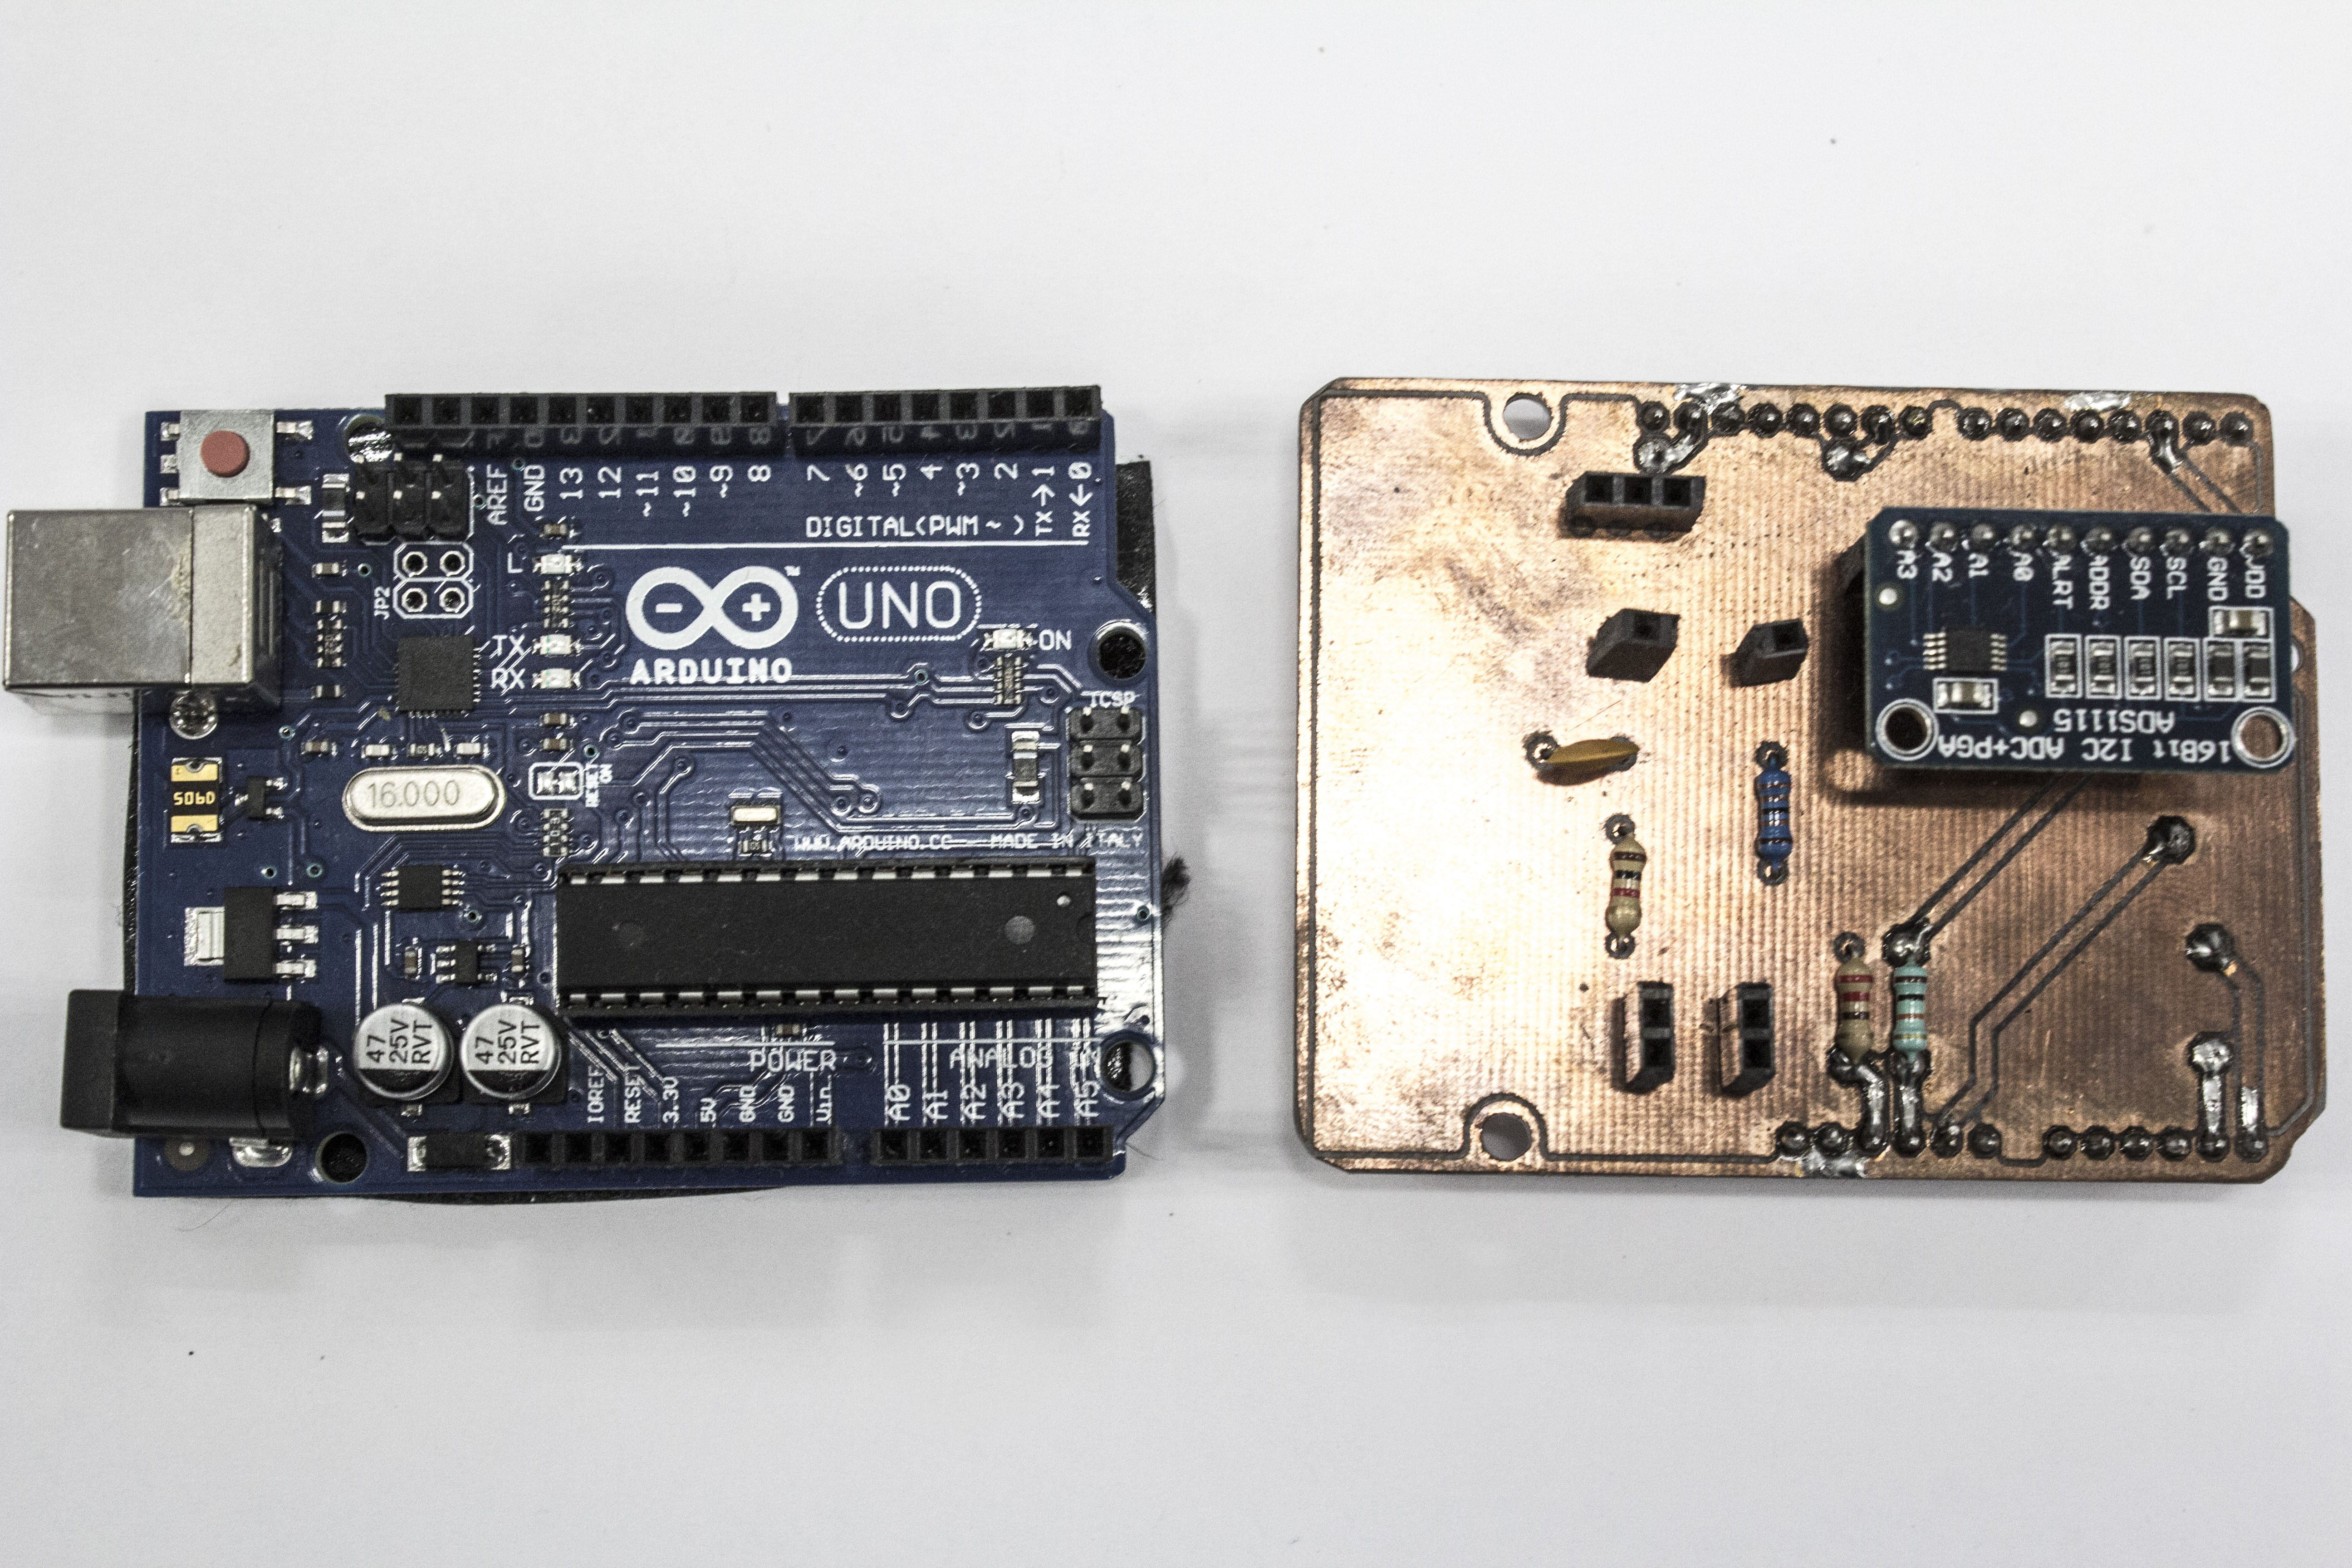 AREF
GND
13
12
~11
~10
~9
8
7
~6
~5
4
~3
2
TX→1
RX←0
DIGITAL(PWM ~ )
JP2
L
TX
RX
ARDUINO
™
UNO
ON
ICSP
16.000
RESET
WWW.ARDUINO.CC - MADE IN ITALY
47
25V
RVT
47
25V
RVT
POWER
ANALOG
IOREF
RESET
3.3V
5V
GND
GND
Vin
A0
A1
A2
A3
A4
A5
A3
A2
A1
A0
ALRT
ADDR
SDA
SCL
GND
VDD
ADS1115
16Bit I2C ADC+PGA